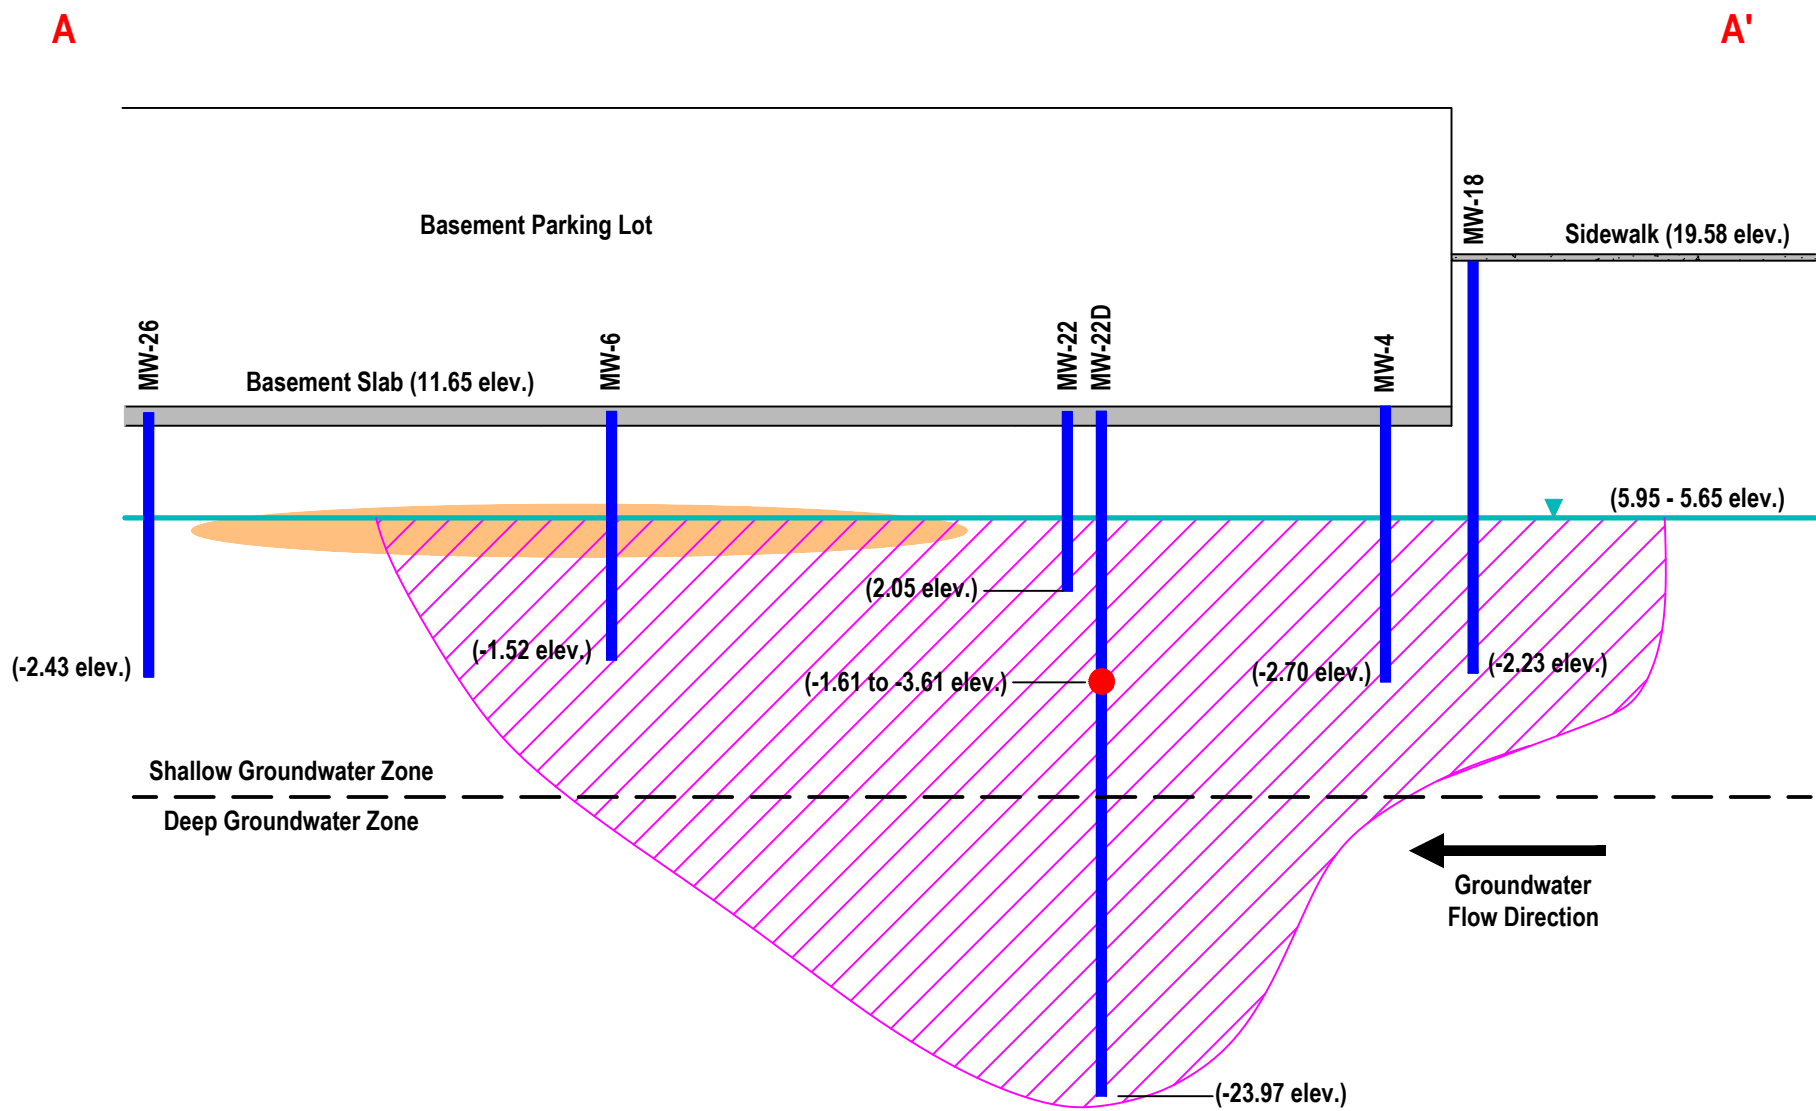 A
A'
MW-18
Basement Parking Lot
Sidewalk (19.58 elev.)
MW-26
MW-6
MW-22
MW-22D
MW-4
Basement Slab (11.65 elev.)
(5.95 - 5.65 elev.)
(2.05 elev.)
(-2.43 elev.)
(-1.52 elev.)
(-1.61 to -3.61 elev.)
(-2.70 elev.)
(-2.23 elev.)
Shallow Groundwater Zone
Deep Groundwater Zone
Groundwater
Flow Direction
(-23.97 elev.)